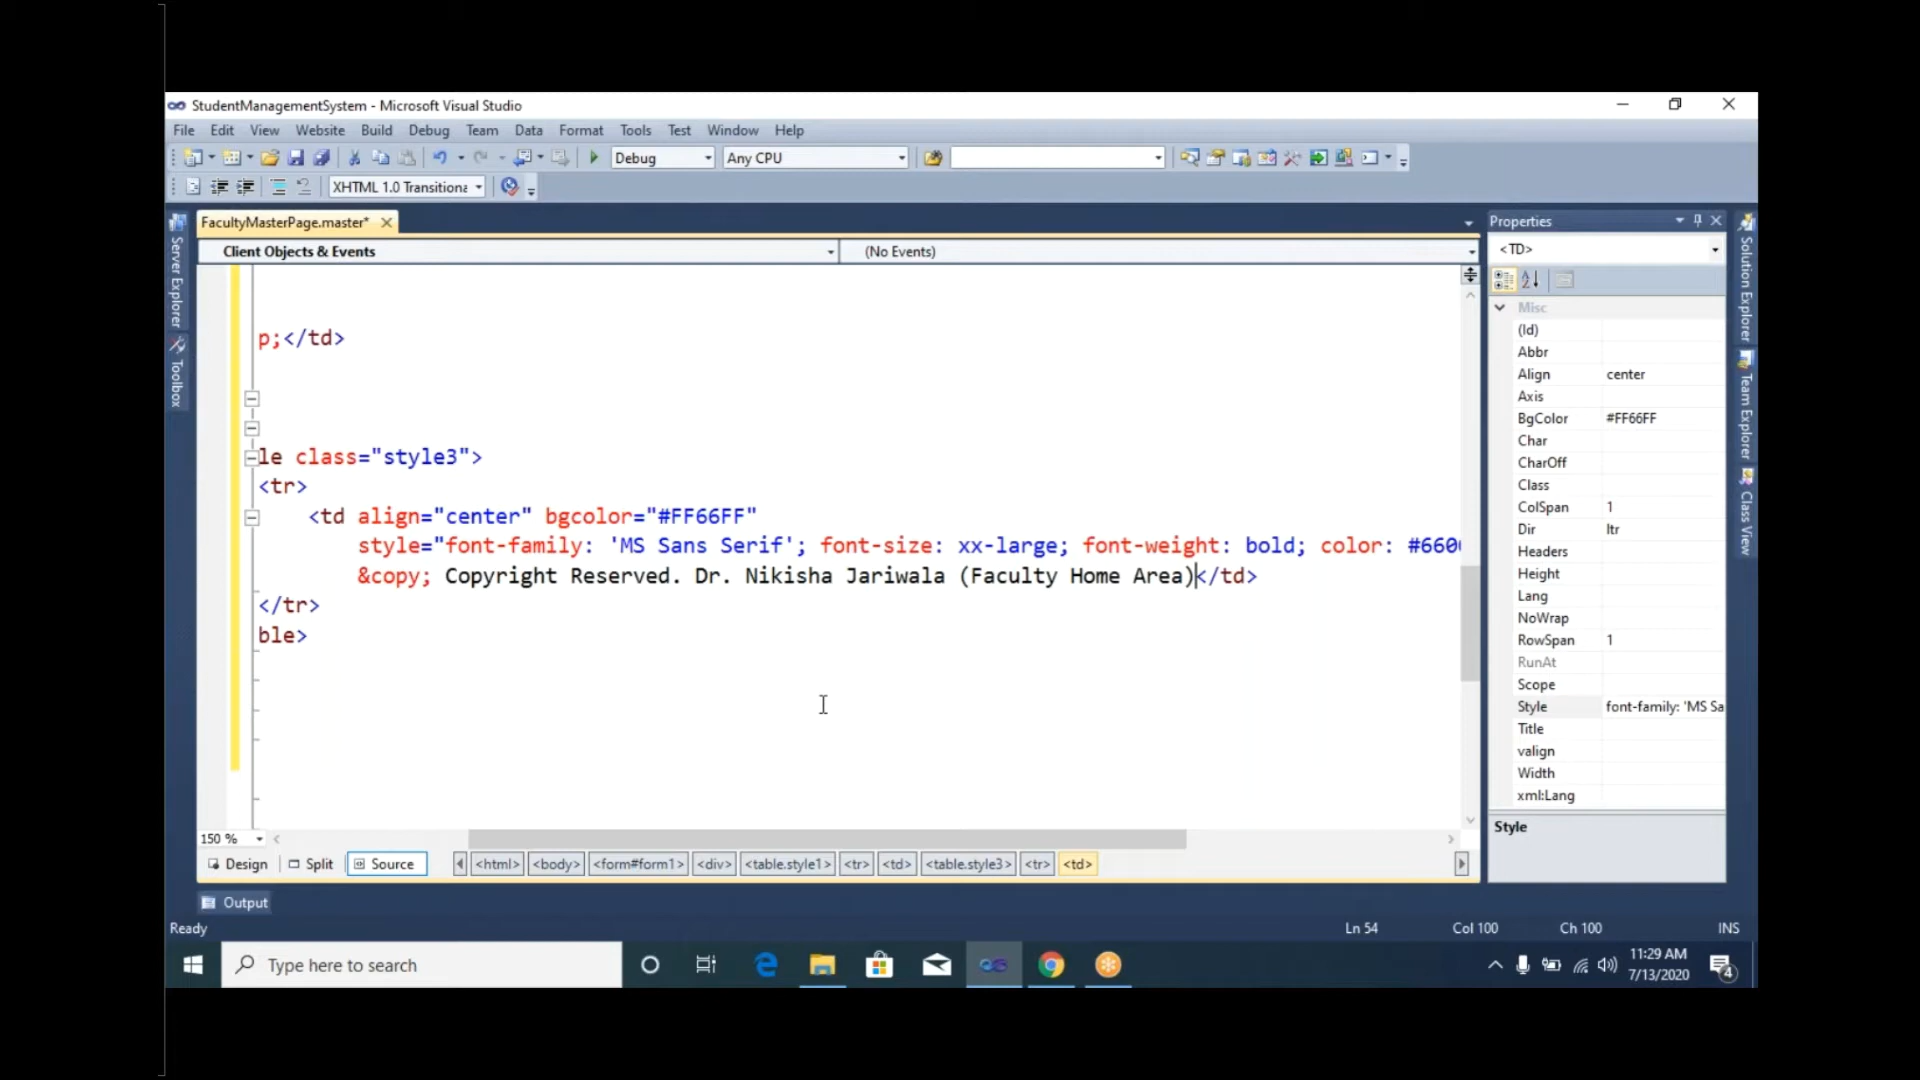 StudentManagementSystem - Microsoft Visual Studio
File Edit View Website Build Debug Team Data Format Tools Test Window Help
Debug Any CPU
XHTML 1.0 Transitiona
FacultyMasterPage.master*
Client Objects & Events (No Events)
p;</td>
le class="style3">
<tr>
<td align="center" bgcolor="#FF66FF"
style="font-family: 'MS Sans Serif'; font-size: xx-large; font-weight: bold; color: #660
&copy; Copyright Reserved. Dr. Nikisha Jariwala (Faculty Home Area)</td>
</tr>
ble>
150 %
Design Split Source <html> <body> <form#form1> <div> <table.style1> <tr> <td> <table.style3> <tr> <td>
Server Explorer
Toolbox
Properties
<TD>
Misc
(Id)
Abbr
Align center
Axis
BgColor #FF66FF
Char
CharOff
Class
ColSpan 1
Dir ltr
Headers
Height
Lang
NoWrap
RowSpan 1
RunAt
Scope
Style font-family: 'MS Sa
Title
valign
Width
xml:Lang
Style
Solution Explorer
Team Explorer
Class View
Output
Ready Ln 54 Col 100 Ch 100 INS
Type here to search
11:29 AM
7/13/2020
4